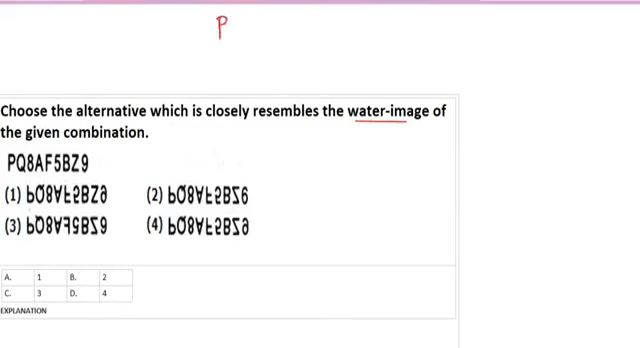 P
Choose the alternative which is closely resembles the water-image of
the given combination.
PQ8AF5BZ9
(1) (2)
(3) (4)
A. 1 B. 2
C. 3 D. 4
EXPLANATION